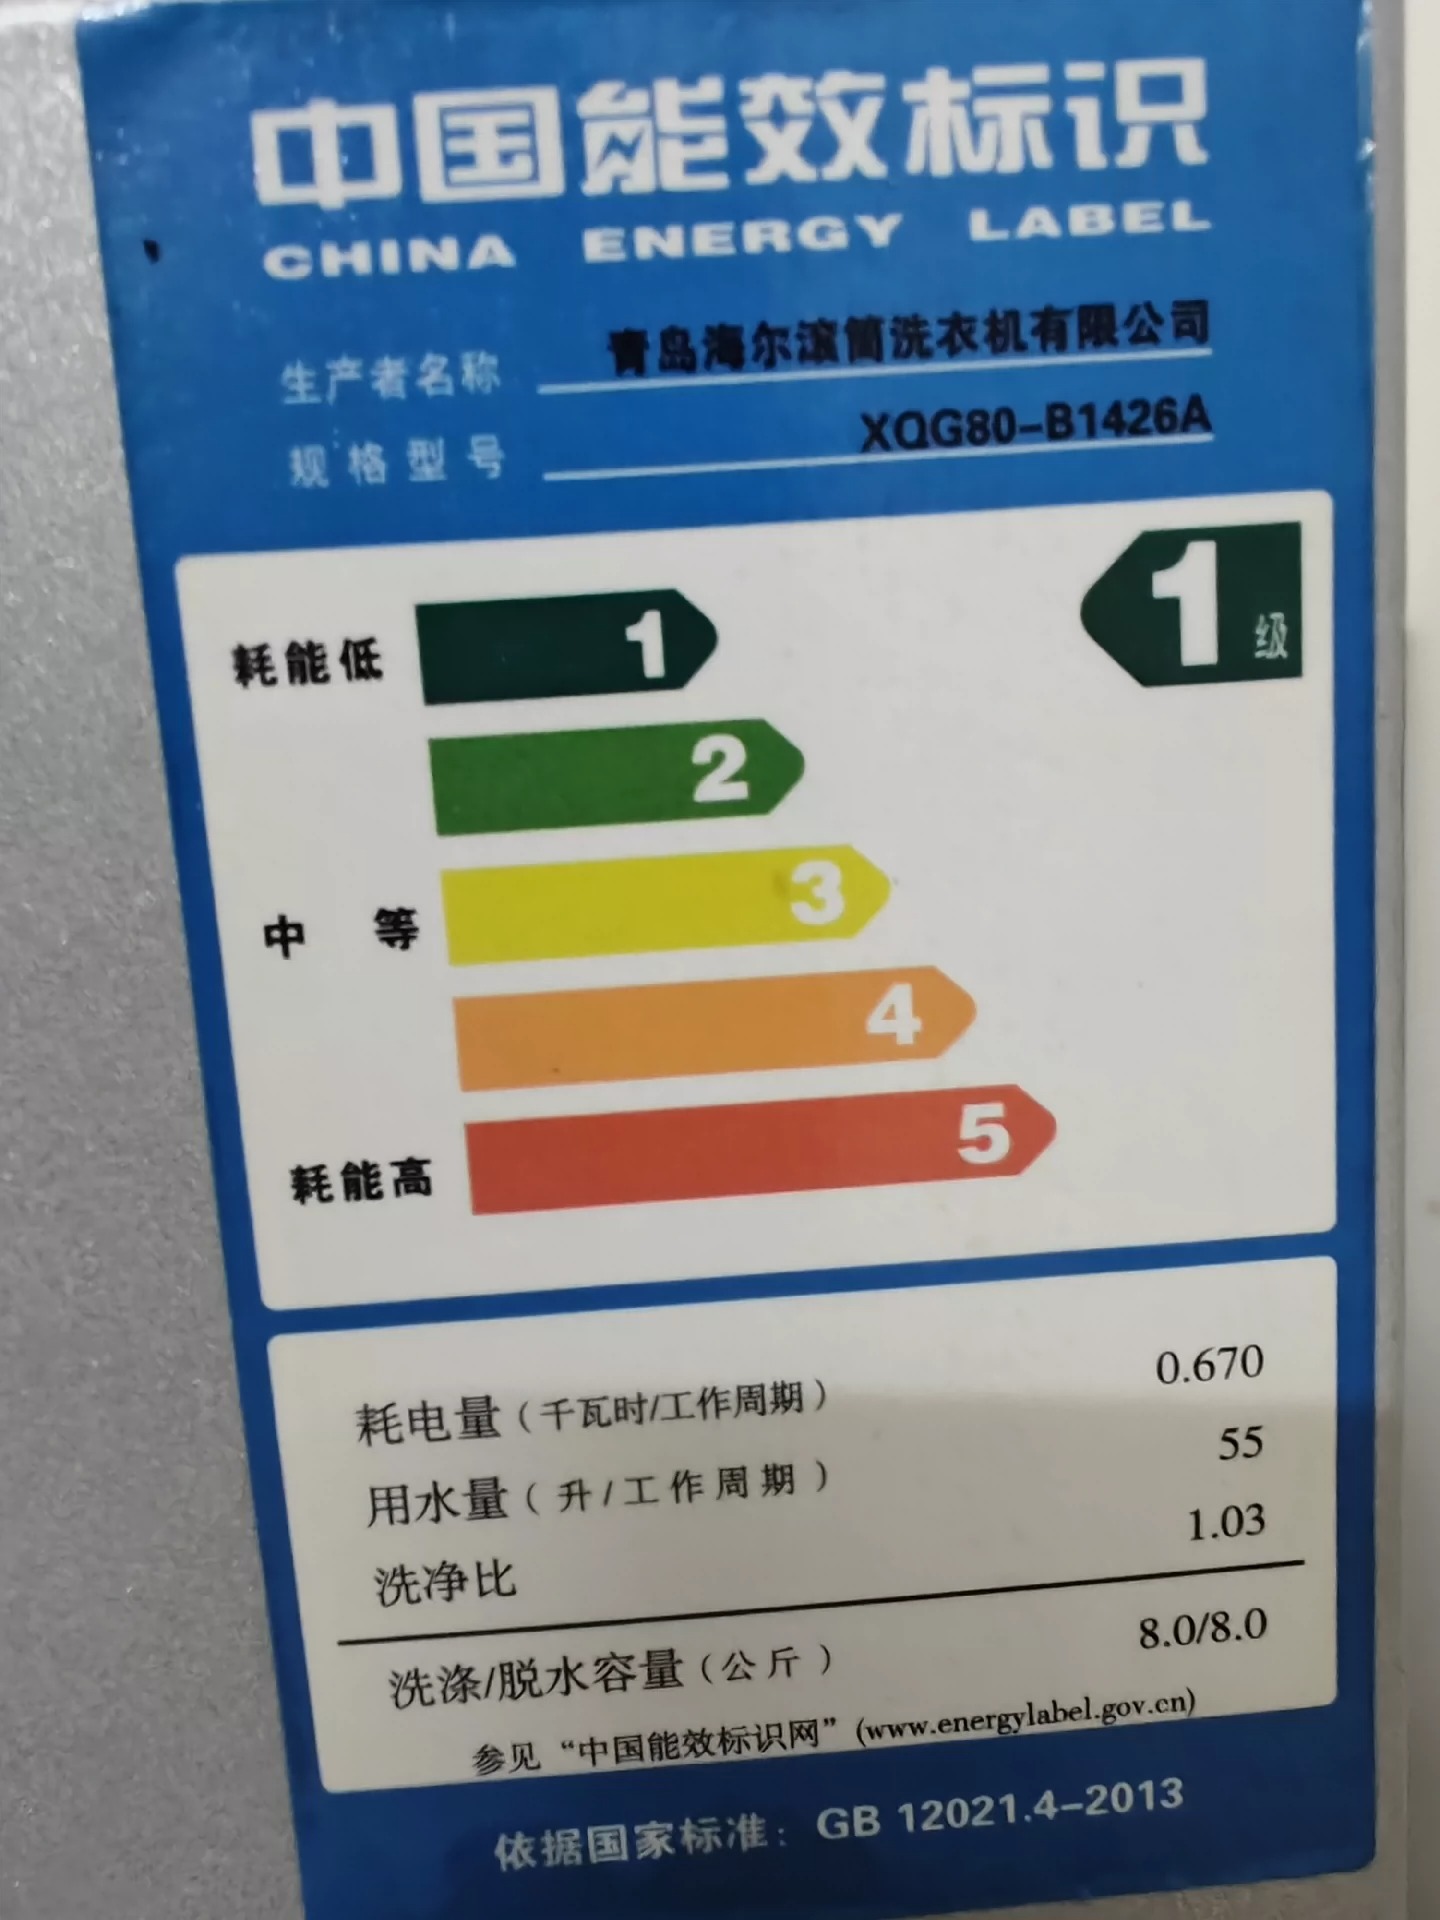 中国能效标识
CHINA ENERGY LABEL
生产者名称 青岛海尔滚筒洗衣机有限公司
规格型号 XQG80-B1426A
耗能低 1 1级
2
中等 3
4
耗能高 5
耗电量（千瓦时/工作周期） 0.670
用水量（升/工作周期） 55
洗净比 1.03
洗涤/脱水容量（公斤） 8.0/8.0
参见“中国能效标识网”(www.energylabel.gov.cn)
依据国家标准：GB 12021.4-2013